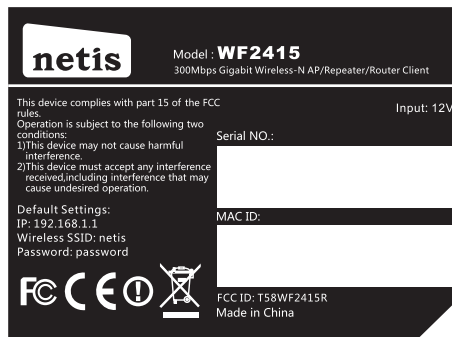 netis
Model : WF2415
300Mbps Gigabit Wireless-N AP/Repeater/Router Client
This device complies with part 15 of the FCC
rules.
Operation is subject to the following two
conditions:
1)This device may not cause harmful
interference.
2)This device must accept any interference
received,including interference that may
cause undesired operation.
Default Settings:
IP: 192.168.1.1
Wireless SSID: netis
Password: password
FC CE
Input: 12V
Serial NO.:
MAC ID:
FCC ID: T58WF2415R
Made in China